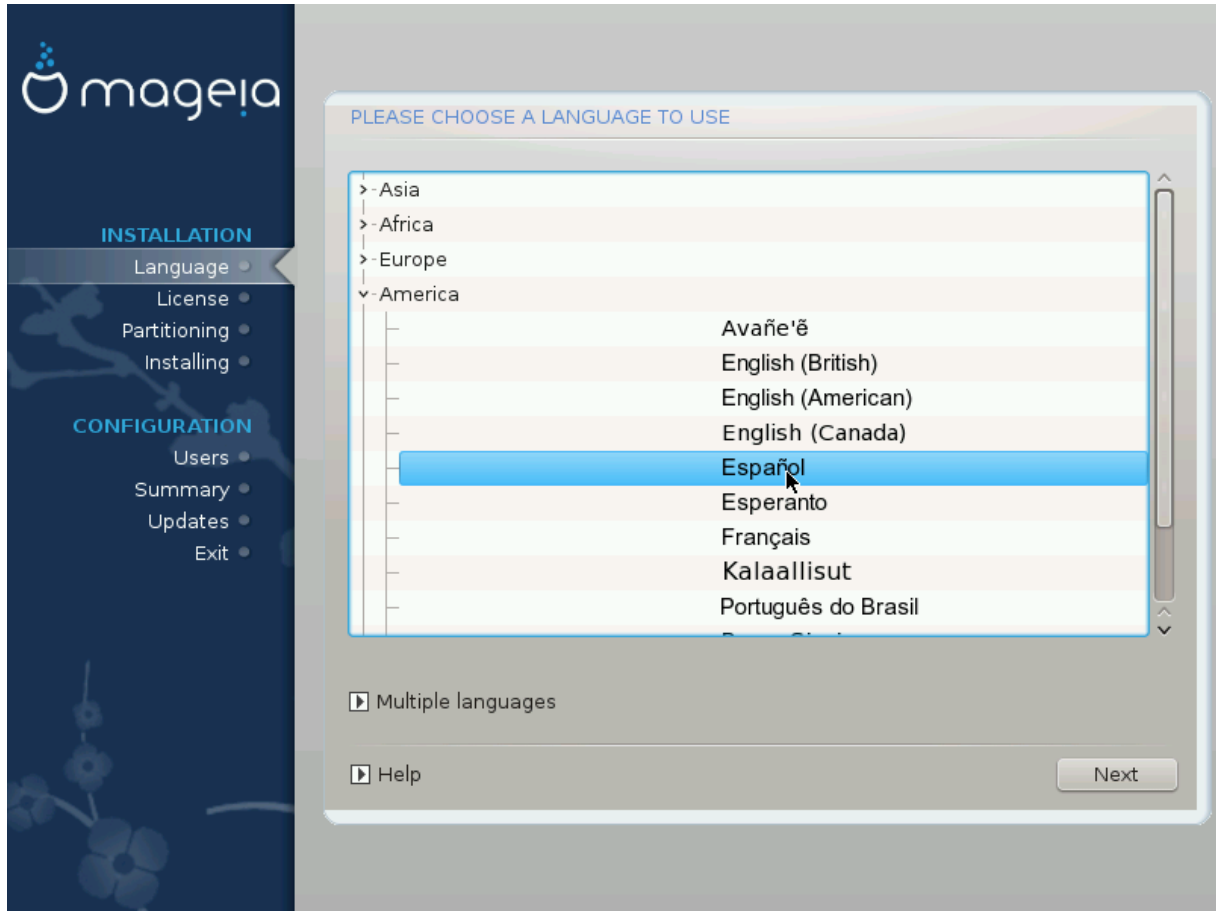 mageia
INSTALLATION
Language
License
Partitioning
Installing
CONFIGURATION
Users
Summary
Updates
Exit
PLEASE CHOOSE A LANGUAGE TO USE
Asia
Africa
Europe
America
Avañe'ẽ
English (British)
English (American)
English (Canada)
Español
Esperanto
Français
Kalaallisut
Português do Brasil
Multiple languages
Help
Next